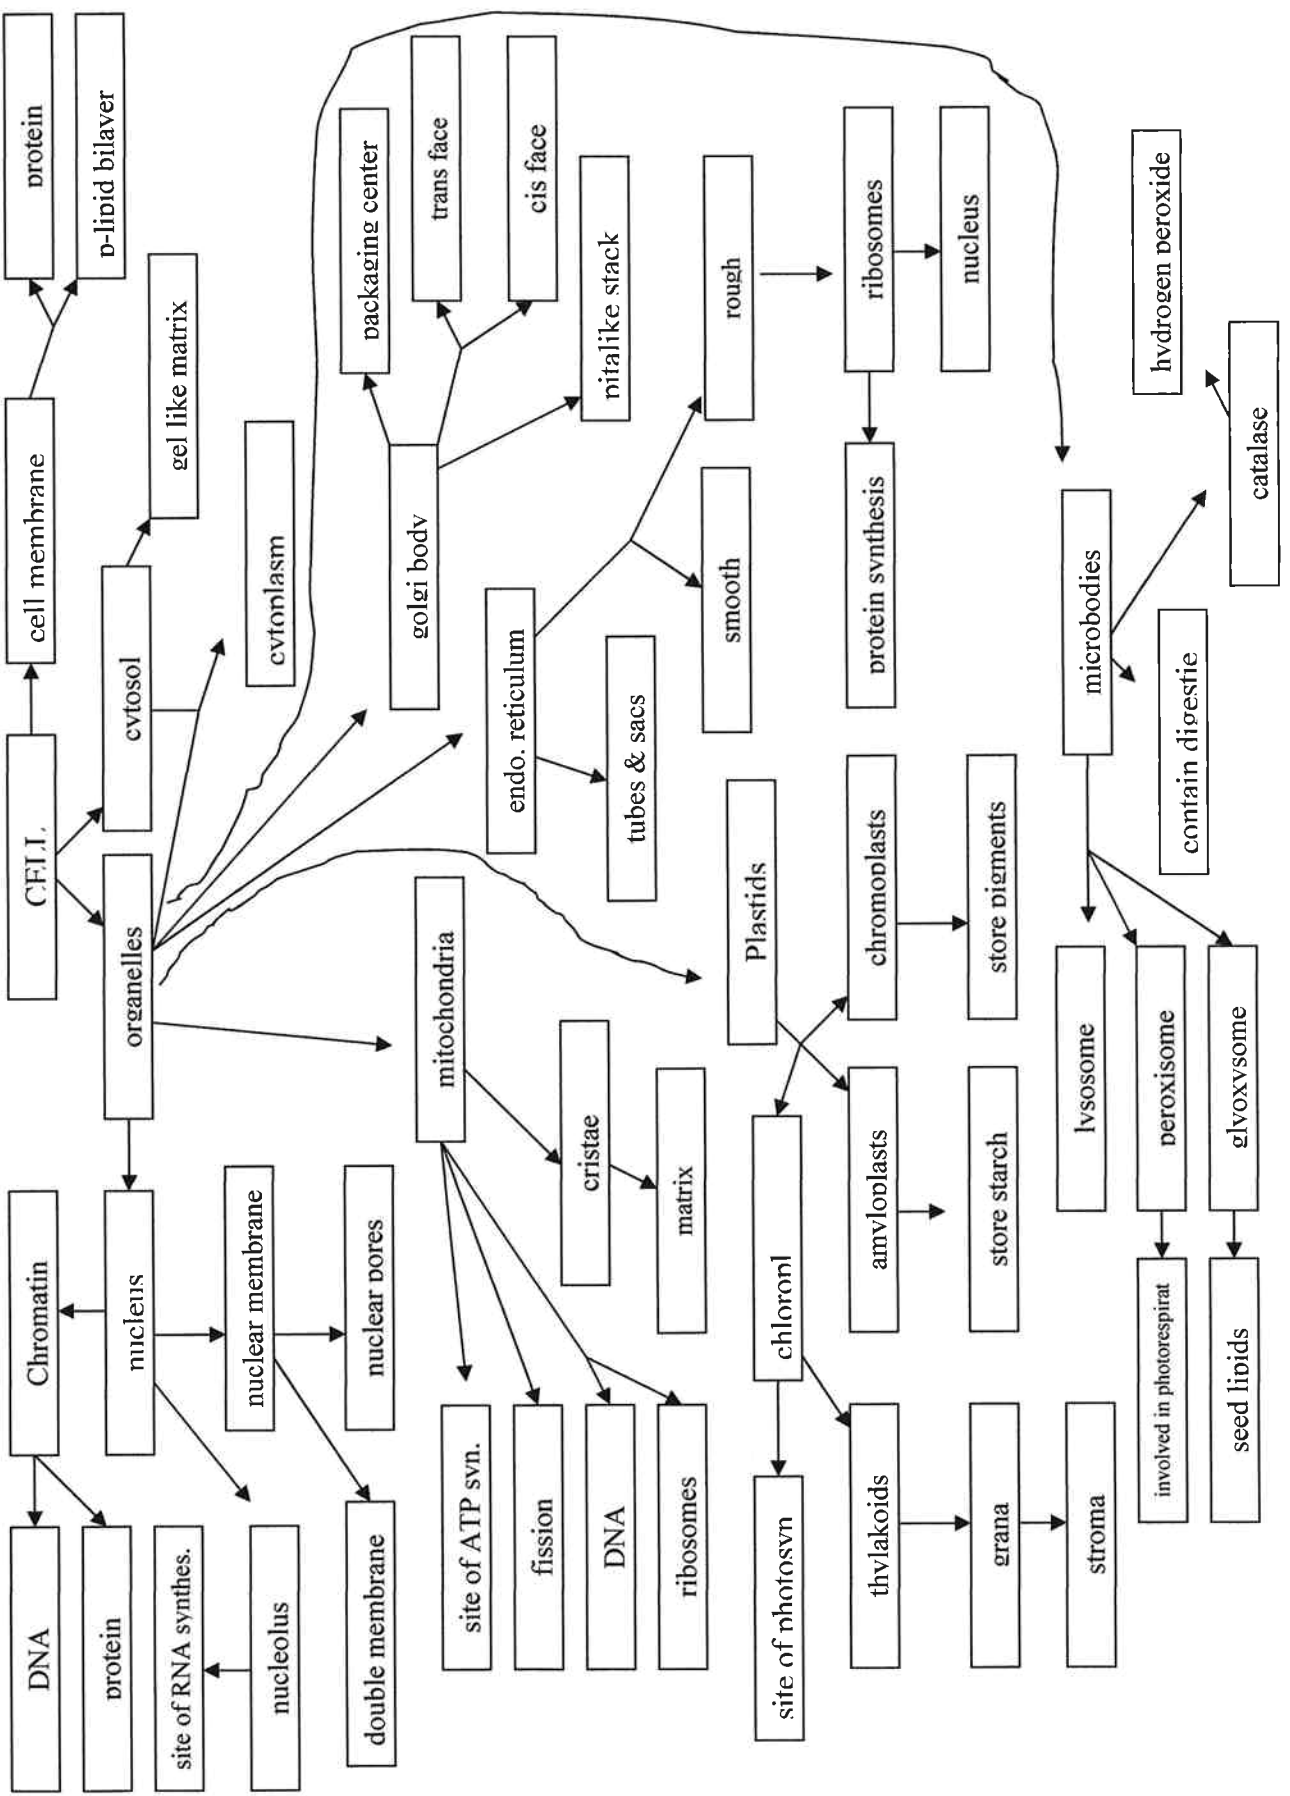 DNA
Chromatin
CELL
cell membrane
protein
protein
nucleus
organelles
cytosol
p-lipid bilayer
site of RNA synthes.
gel like matrix
nucleolus
nuclear membrane
cytoplasm
double membrane
nuclear pores
packaging center
site of ATP syn.
mitochondria
golgi body
trans face
fission
endo. reticulum
cis face
DNA
cristae
tubes & sacs
pitalike stack
ribosomes
matrix
smooth
rough
site of photosyn
chloropl
Plastids
thylakoids
amyloplasts
chromoplasts
protein synthesis
ribosomes
grana
store starch
store pigments
nucleus
stroma
lysosome
microbodies
involved in photorespirat
peroxisome
contain digestie
hydrogen peroxide
seed lipids
glyoxysome
catalase